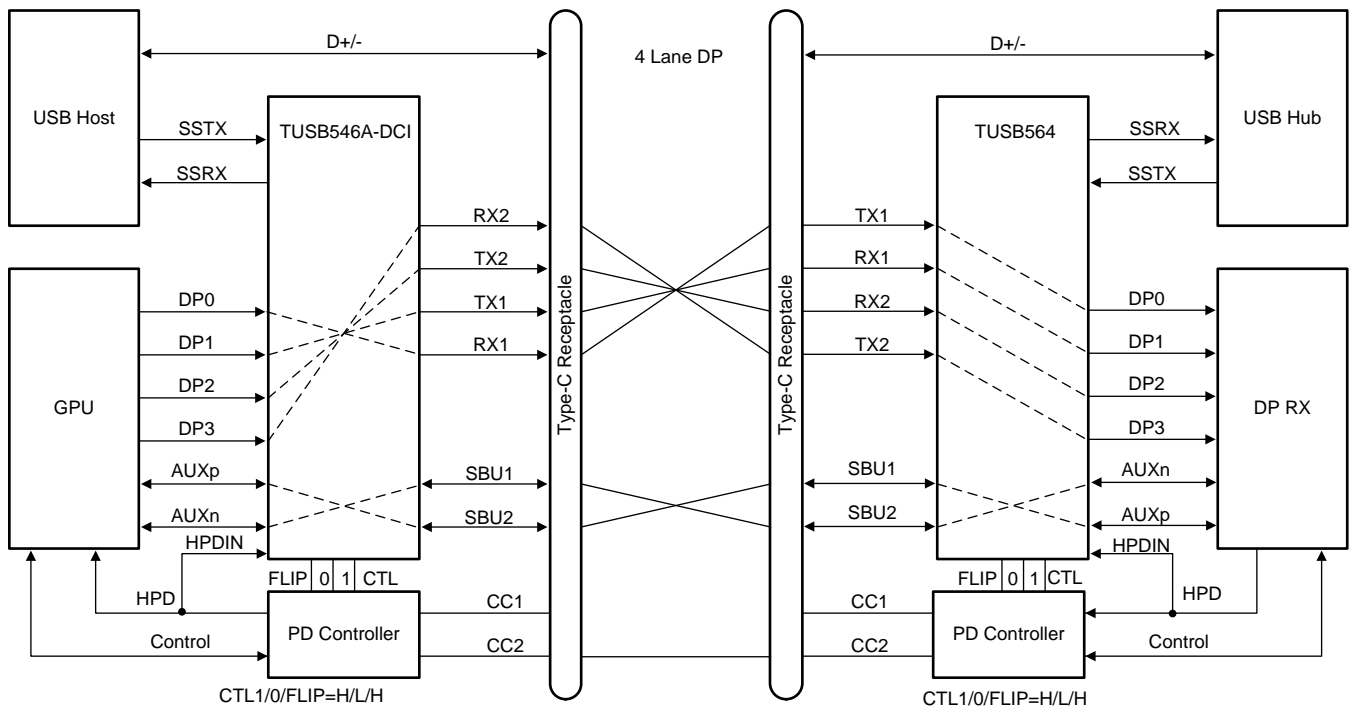 D+/-
4 Lane DP
D+/-
USB Host
SSTX
SSRX
TUSB546A-DCI
TUSB564
SSRX
SSTX
USB Hub
RX2
TX2
TX1
RX1
Type-C Receptacle
Type-C Receptacle
TX1
RX1
RX2
TX2
GPU
DP0
DP1
DP2
DP3
AUXp
AUXn
HPDIN
SBU1
SBU2
SBU1
SBU2
DP0
DP1
DP2
DP3
AUXn
AUXp
HPDIN
DP RX
FLIP 0 1 CTL
FLIP 0 1 CTL
HPD
Control
PD Controller
CC1
CC2
CC1
CC2
PD Controller
HPD
Control
CTL1/0/FLIP=H/L/H
CTL1/0/FLIP=H/L/H